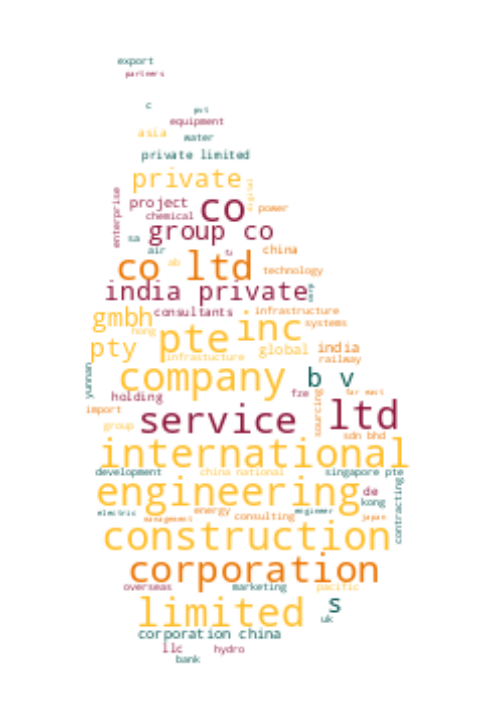 export
partners
c
pvt
equipment
asia
water
private limited
private
digital
enterprise
project
co
power
chemical
group co
sa
air
china
co ltd
ab
technology
india private
corp
gmbh
consultants
infrastructure
inc
systems
hong
pte
pty
global
india
infrastucture
railway
yunnan
company
b v
holding
fze
far east
sourcing
import
service
ltd
group
sdn bhd
international
development
china national
singapore pte
engineering
de
kong
contracting
electric
energy
consulting
engineer
japan
management
construction
corporation
overseas
marketing
pacific
limited
s
uk
corporation china
llc
hydro
bank